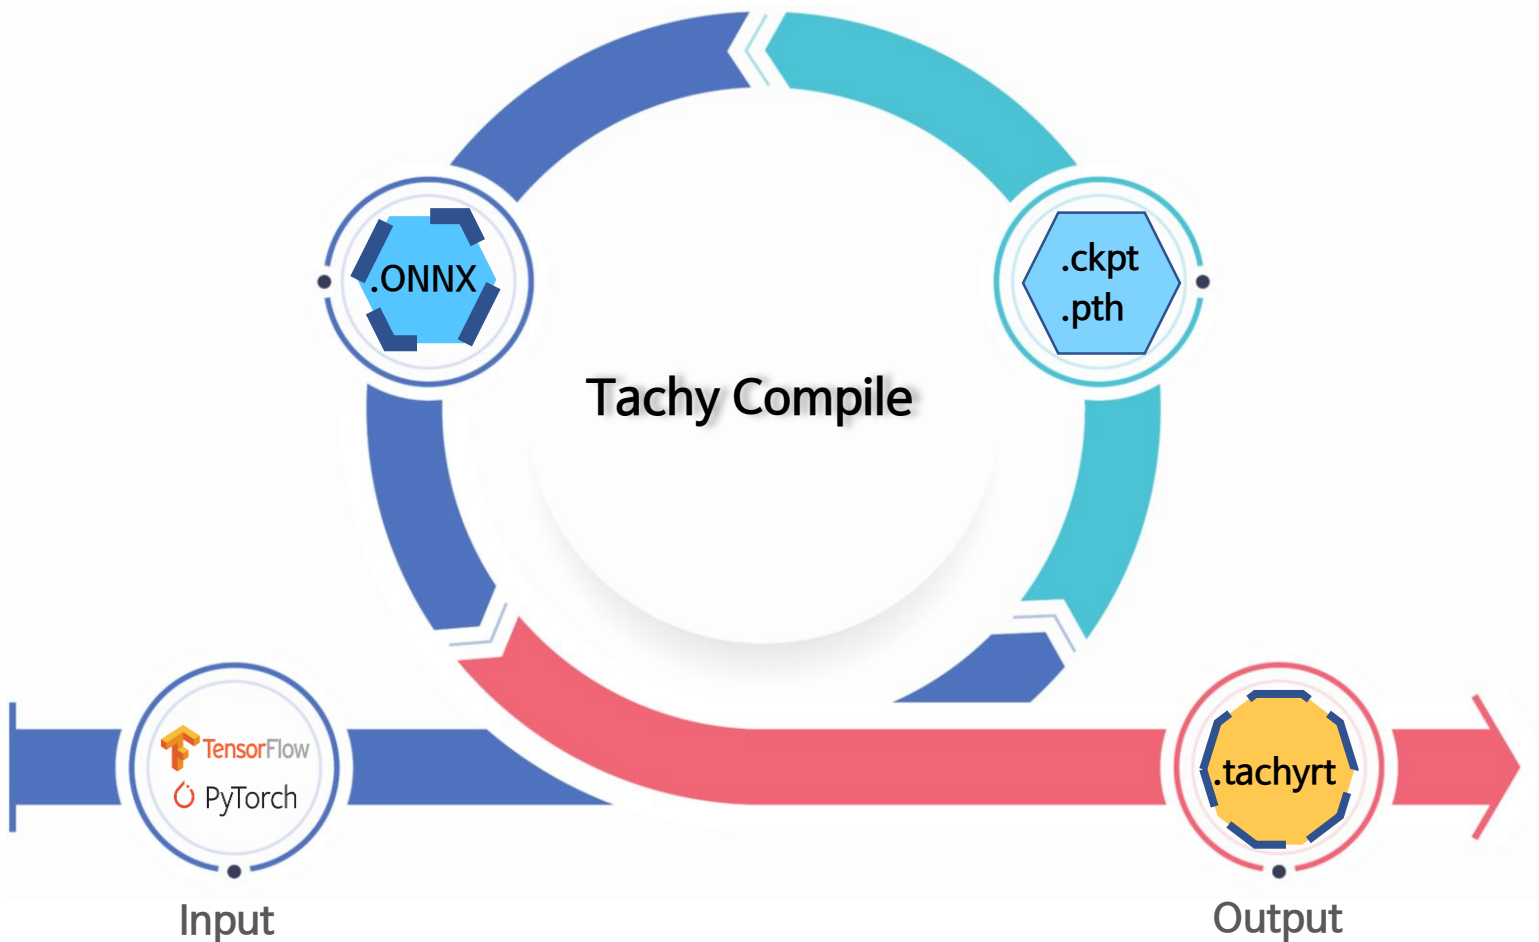 .ONNX
.ckpt
.pth
Tachy Compile
TensorFlow
PyTorch
.tachyrt
Input
Output